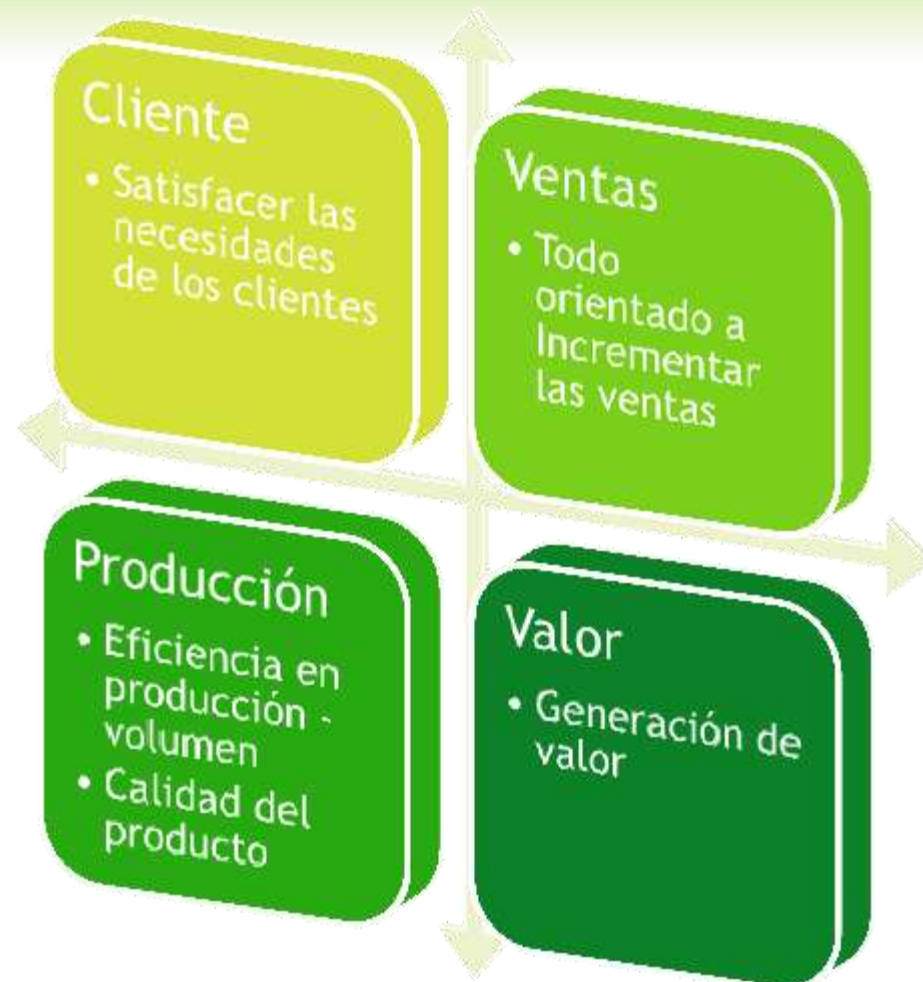 Cliente
• Satisfacer las
necesidades
de los clientes
Ventas
• Todo
orientado a
Incrementar
las ventas
Producción
• Eficiencia en
producción -
volumen
• Calidad del
producto
Valor
• Generación de
valor